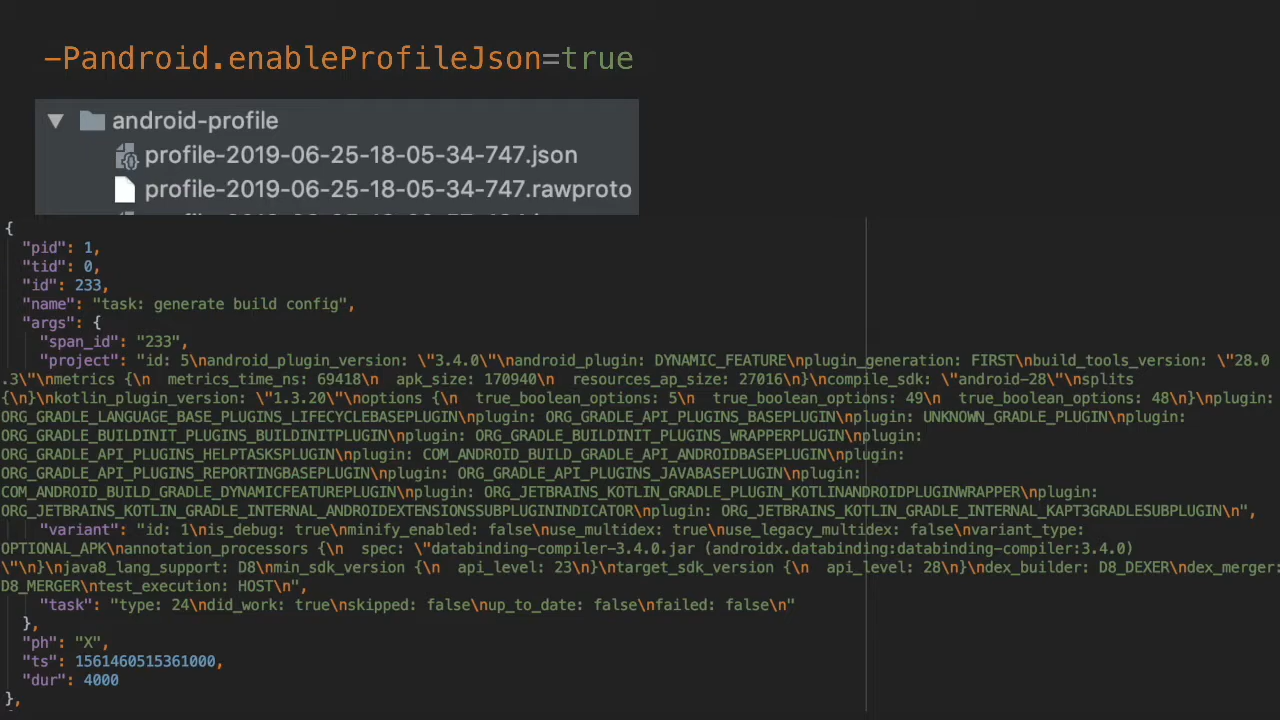 -Pandroid.enableProfileJson=true
android-profile
profile-2019-06-25-18-05-34-747.json
profile-2019-06-25-18-05-34-747.rawproto
{
"pid": 1,
"tid": 0,
"id": 233,
"name": "task: generate build config",
"args": {
"span_id": "233",
"project": "id: 5\nandroid_plugin_version: \"3.4.0\"\nandroid_plugin: DYNAMIC_FEATURE\nplugin_generation: FIRST\nbuild_tools_version: \"28.0
.3\"\nmetrics {\n  metrics_time_ns: 69418\n  apk_size: 170940\n  resources_ap_size: 27016\n}\ncompile_sdk: \"android-28\"\nsplits
{\n}\nkotlin_plugin_version: \"1.3.20\"\noptions {\n  true_boolean_options: 5\n  true_boolean_options: 49\n  true_boolean_options: 48\n}\nplugin:
ORG_GRADLE_LANGUAGE_BASE_PLUGINS_LIFECYCLEBASEPLUGIN\nplugin: ORG_GRADLE_API_PLUGINS_BASEPLUGIN\nplugin: UNKNOWN_GRADLE_PLUGIN\nplugin:
ORG_GRADLE_BUILDINIT_PLUGINS_BUILDINITPLUGIN\nplugin: ORG_GRADLE_BUILDINIT_PLUGINS_WRAPPERPLUGIN\nplugin:
ORG_GRADLE_API_PLUGINS_HELPTASKSPLUGIN\nplugin: COM_ANDROID_BUILD_GRADLE_API_ANDROIDBASEPLUGIN\nplugin:
ORG_GRADLE_API_PLUGINS_REPORTINGBASEPLUGIN\nplugin: ORG_GRADLE_API_PLUGINS_JAVABASEPLUGIN\nplugin:
COM_ANDROID_BUILD_GRADLE_DYNAMICFEATUREPLUGIN\nplugin: ORG_JETBRAINS_KOTLIN_GRADLE_PLUGIN_KOTLINANDROIDPLUGINWRAPPER\nplugin:
ORG_JETBRAINS_KOTLIN_GRADLE_INTERNAL_ANDROIDEXTENSIONSSUBPLUGININDICATOR\nplugin: ORG_JETBRAINS_KOTLIN_GRADLE_INTERNAL_KAPT3GRADLESUBPLUGIN\n",
"variant": "id: 1\nis_debug: true\nminify_enabled: false\nuse_multidex: true\nuse_legacy_multidex: false\nvariant_type:
OPTIONAL_APK\nannotation_processors {\n  spec: \"databinding-compiler-3.4.0.jar (androidx.databinding:databinding-compiler:3.4.0)
\"\n}\njava8_lang_support: D8\nmin_sdk_version {\n  api_level: 23\n}\ntarget_sdk_version {\n  api_level: 28\n}\ndex_builder: D8_DEXER\ndex_merger:
D8_MERGER\ntest_execution: HOST\n",
"task": "type: 24\ndid_work: true\nskipped: false\nup_to_date: false\nfailed: false\n"
},
"ph": "X",
"ts": 1561460515361000,
"dur": 4000
},